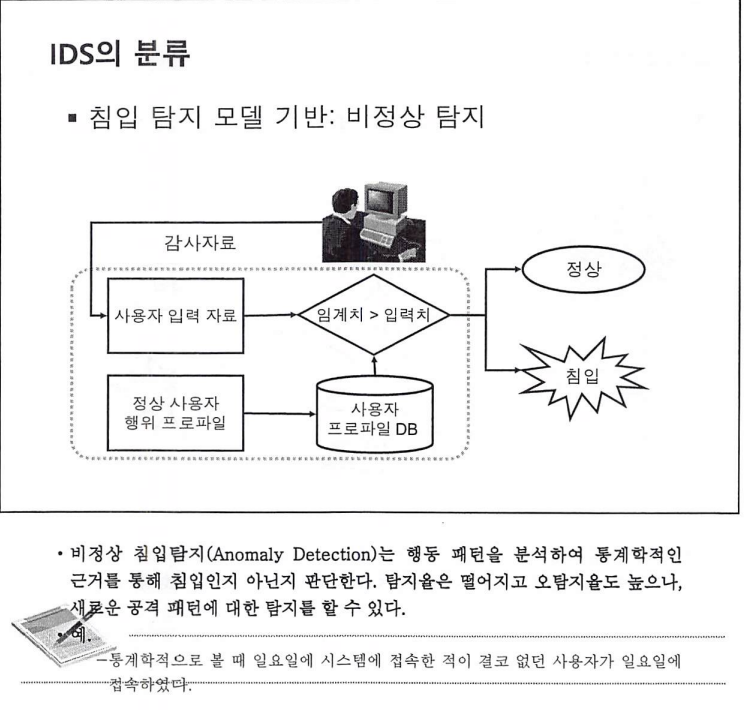 IDS의 분류
▪ 침입 탐지 모델 기반: 비정상 탐지
감사자료
사용자 입력 자료
임계치 > 입력치
정상
침입
정상 사용자
행위 프로파일
사용자
프로파일 DB
• 비정상 침입탐지(Anomaly Detection)는 행동 패턴을 분석하여 통계학적인
근거를 통해 침입인지 아닌지 판단한다. 탐지율은 떨어지고 오탐지율도 높으나,
새로운 공격 패턴에 대한 탐지를 할 수 있다.
• 예.
–통계학적으로 볼 때 일요일에 시스템에 접속한 적이 결코 없던 사용자가 일요일에
접속하였다.